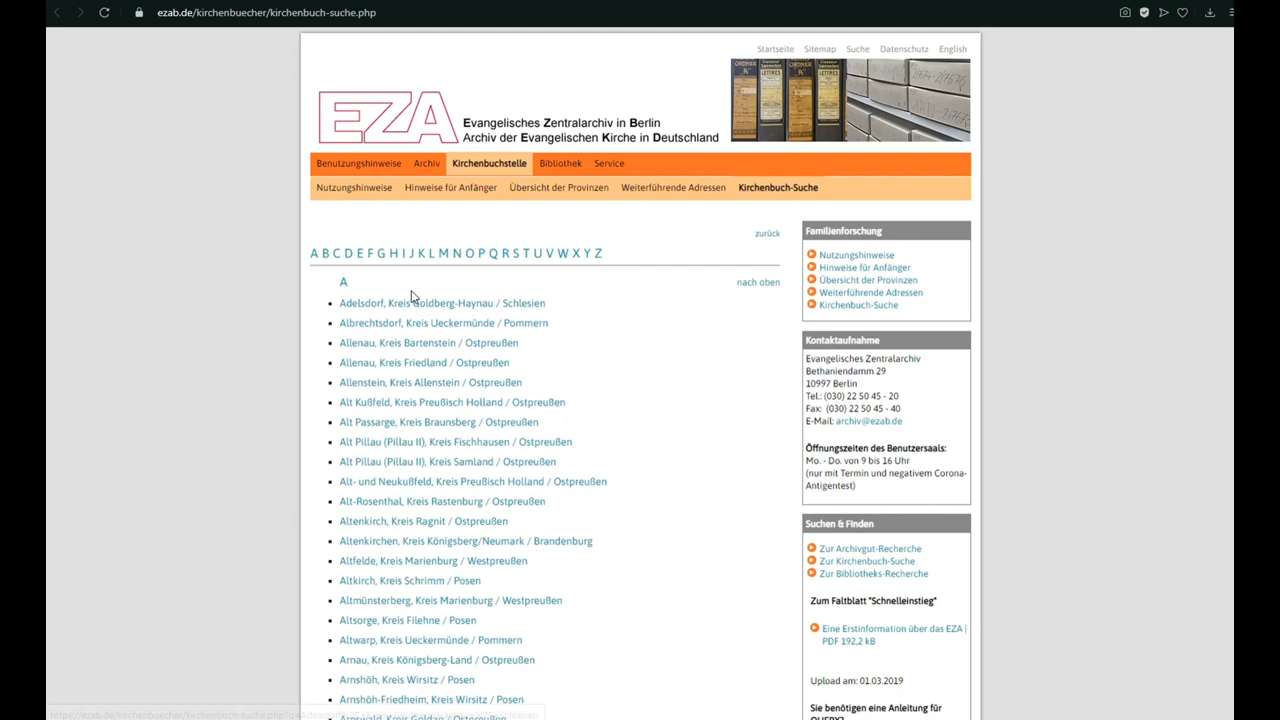 ezab.de/kirchenbuecher/kirchenbuch-suche.php
Startseite Sitemap Suche Datenschutz English
EZA
Evangelisches Zentralarchiv in Berlin
Archiv der Evangelischen Kirche in Deutschland
Benutzungshinweise Archiv Kirchenbuchstelle Bibliothek Service
Nutzungshinweise Hinweise für Anfänger Übersicht der Provinzen Weiterführende Adressen Kirchenbuch-Suche
zurück
A B C D E F G H I J K L M N O P Q R S T U V W X Y Z
A
nach oben
Adelsdorf, Kreis Goldberg-Haynau / Schlesien
Albrechtsdorf, Kreis Ueckermünde / Pommern
Allenau, Kreis Bartenstein / Ostpreußen
Allenau, Kreis Friedland / Ostpreußen
Allenstein, Kreis Allenstein / Ostpreußen
Alt Kußfeld, Kreis Preußisch Holland / Ostpreußen
Alt Passarge, Kreis Braunsberg / Ostpreußen
Alt Pillau (Pillau II), Kreis Fischhausen / Ostpreußen
Alt Pillau (Pillau II), Kreis Samland / Ostpreußen
Alt- und Neukußfeld, Kreis Preußisch Holland / Ostpreußen
Alt-Rosenthal, Kreis Rastenburg / Ostpreußen
Altenkirch, Kreis Ragnit / Ostpreußen
Altenkirchen, Kreis Königsberg/Neumark / Brandenburg
Altfelde, Kreis Marienburg / Westpreußen
Altkirch, Kreis Schrimm / Posen
Altmünsterberg, Kreis Marienburg / Westpreußen
Altsorge, Kreis Filehne / Posen
Altwarp, Kreis Ueckermünde / Pommern
Arnau, Kreis Königsberg-Land / Ostpreußen
Arnshöh, Kreis Wirsitz / Posen
Arnshöh-Friedheim, Kreis Wirsitz / Posen
Arnswald, Kreis Goldap / Ostpreußen
Familienforschung
Nutzungshinweise
Hinweise für Anfänger
Übersicht der Provinzen
Weiterführende Adressen
Kirchenbuch-Suche
Kontaktaufnahme
Evangelisches Zentralarchiv
Bethaniendamm 29
10997 Berlin
Tel.: (030) 22 50 45 - 20
Fax: (030) 22 50 45 - 40
E-Mail: archiv@ezab.de
Öffnungszeiten des Benutzersaals:
Mo. - Do. von 9 bis 16 Uhr
(nur mit Termin und negativem Corona-
Antigentest)
Suchen & Finden
Zur Archivgut-Recherche
Zur Kirchenbuch-Suche
Zur Bibliotheks-Recherche
Zum Faltblatt "Schnelleinstieg"
Eine Erstinformation über das EZA |
PDF 192,2 kB
Upload am: 01.03.2019
Sie benötigen eine Anleitung für